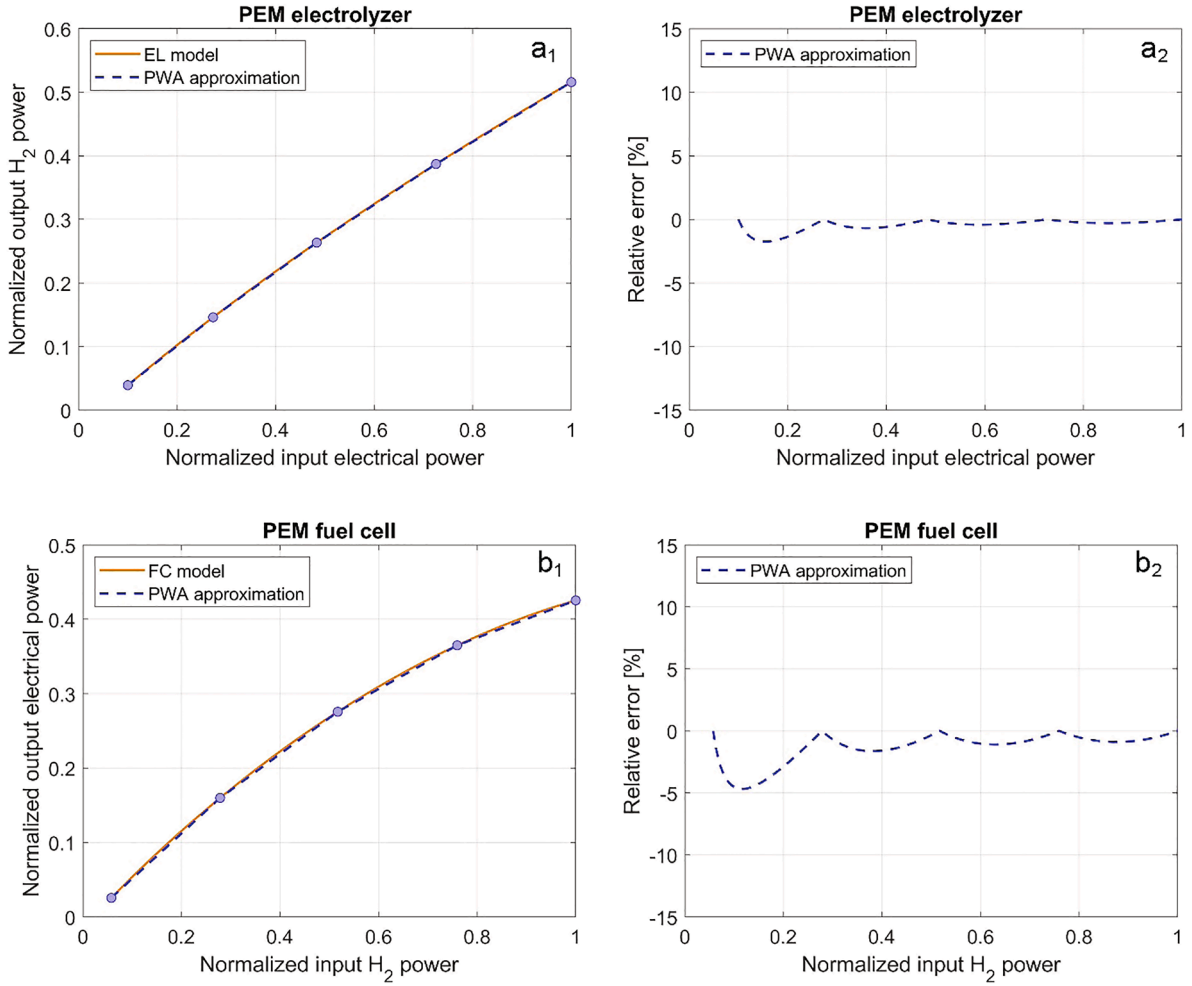 PEM electrolyzer
a1
EL model
PWA approximation
0.6
0.5
0.4
0.3
0.2
0.1
0
Normalized output H2 power
0 0.2 0.4 0.6 0.8 1
Normalized input electrical power
PEM electrolyzer
a2
PWA approximation
15
10
5
0
-5
-10
-15
Relative error [%]
0 0.2 0.4 0.6 0.8 1
Normalized input electrical power
PEM fuel cell
b1
FC model
PWA approximation
0.5
0.4
0.3
0.2
0.1
0
Normalized output electrical power
0 0.2 0.4 0.6 0.8 1
Normalized input H2 power
PEM fuel cell
b2
PWA approximation
15
10
5
0
-5
-10
-15
Relative error [%]
0 0.2 0.4 0.6 0.8 1
Normalized input H2 power